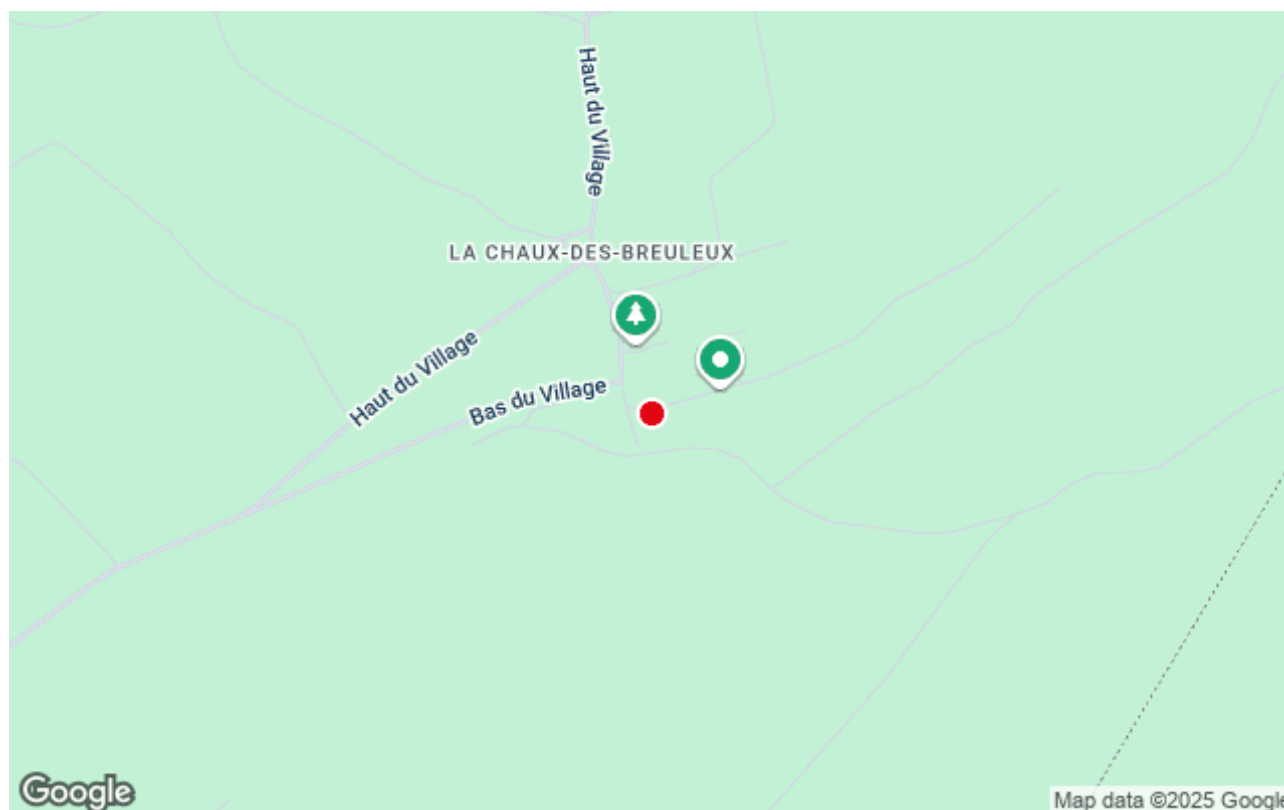 Haut du Village
LA CHAUX-DES-BREULEUX
Haut du Village
Bas du Village
Google
Map data ©2025 Google